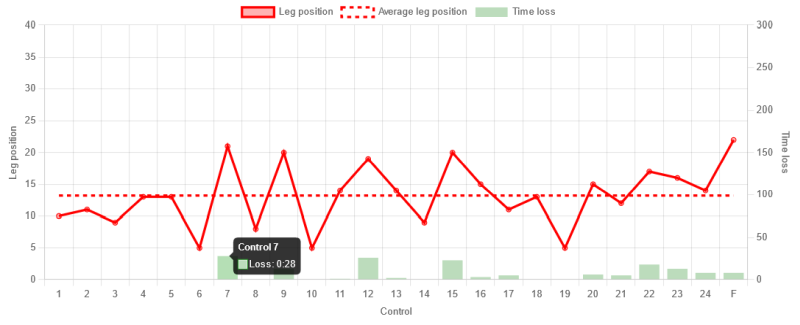 Leg position Average leg position Time loss
40 300
35 250
30 200
25
20 150
15 100
10
5 50
0 0
Leg position
Time loss
Control 7
Loss: 0:28
1 2 3 4 5 6 7 8 9 10 11 12 13 14 15 16 17 18 19 20 21 22 23 24 F
Control